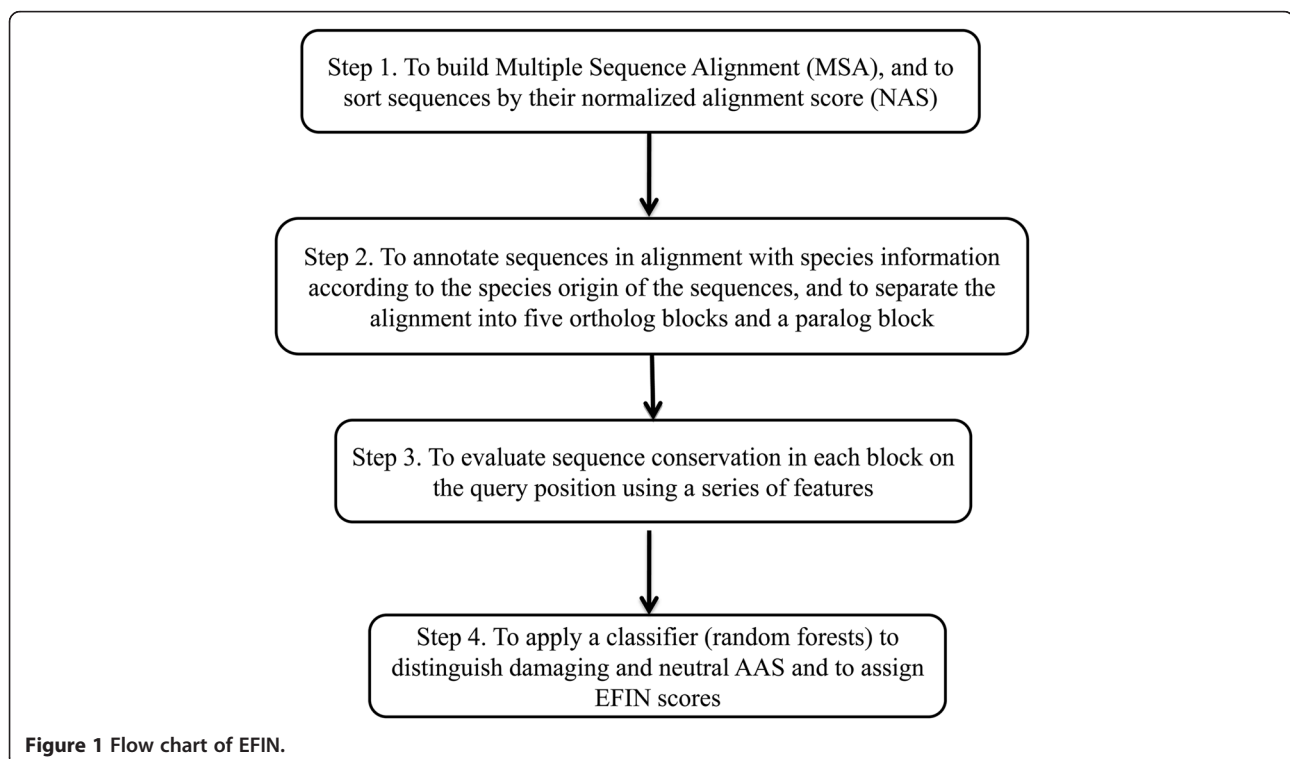 Step 1. To build Multiple Sequence Alignment (MSA), and to
sort sequences by their normalized alignment score (NAS)
Step 2. To annotate sequences in alignment with species information
according to the species origin of the sequences, and to separate the
alignment into five ortholog blocks and a paralog block
Step 3. To evaluate sequence conservation in each block on
the query position using a series of features
Step 4. To apply a classifier (random forests) to
distinguish damaging and neutral AAS and to assign
EFIN scores
Figure 1 Flow chart of EFIN.